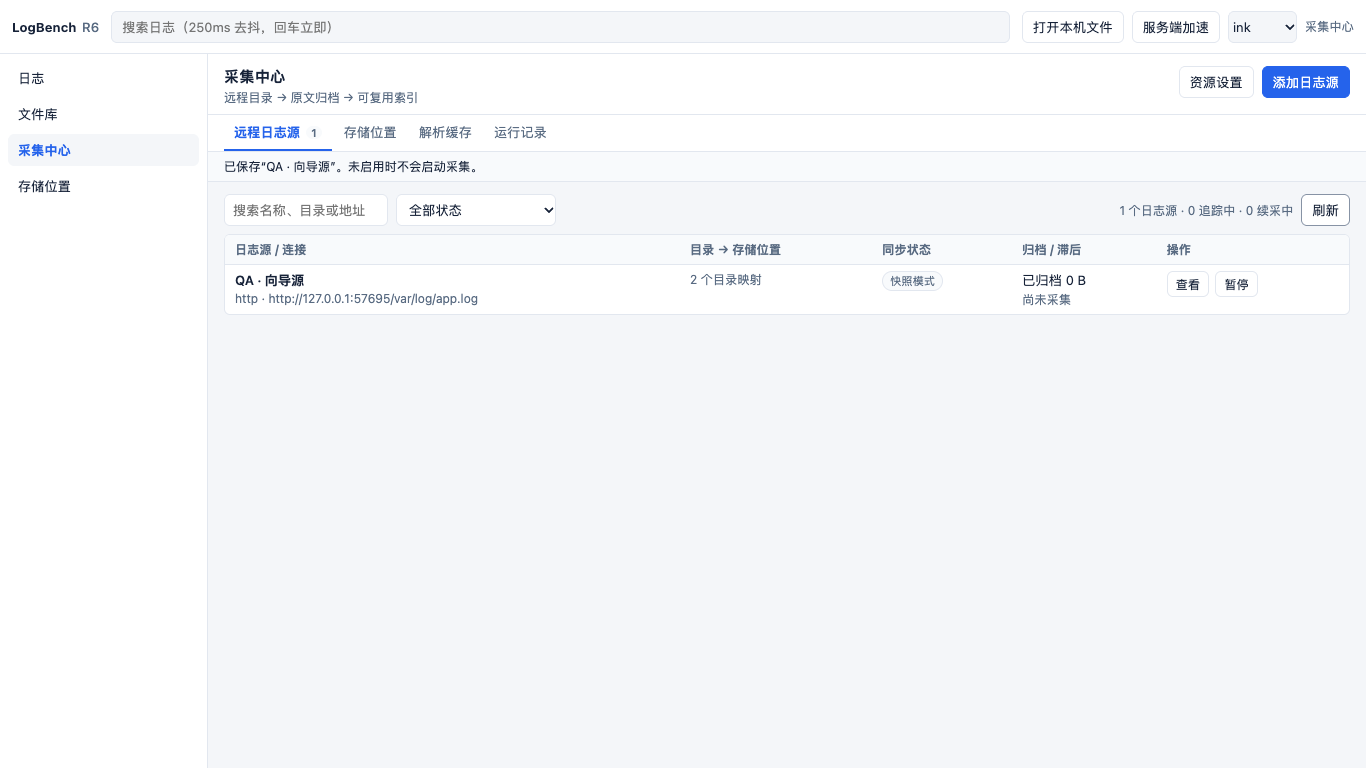 LogBench R6
搜索日志（250ms 去抖，回车立即）
打开本机文件
服务端加速
ink
采集中心
日志
文件库
采集中心
存储位置
采集中心
远程目录 → 原文归档 → 可复用索引
资源设置
添加日志源
远程日志源 1
存储位置
解析缓存
运行记录
已保存“QA · 向导源”。未启用时不会启动采集。
搜索名称、目录或地址
全部状态
1 个日志源 · 0 追踪中 · 0 续采中
刷新
日志源 / 连接
目录 → 存储位置
同步状态
归档 / 滞后
操作
QA · 向导源
http · http://127.0.0.1:57695/var/log/app.log
2 个目录映射
快照模式
已归档 0 B
尚未采集
查看
暂停